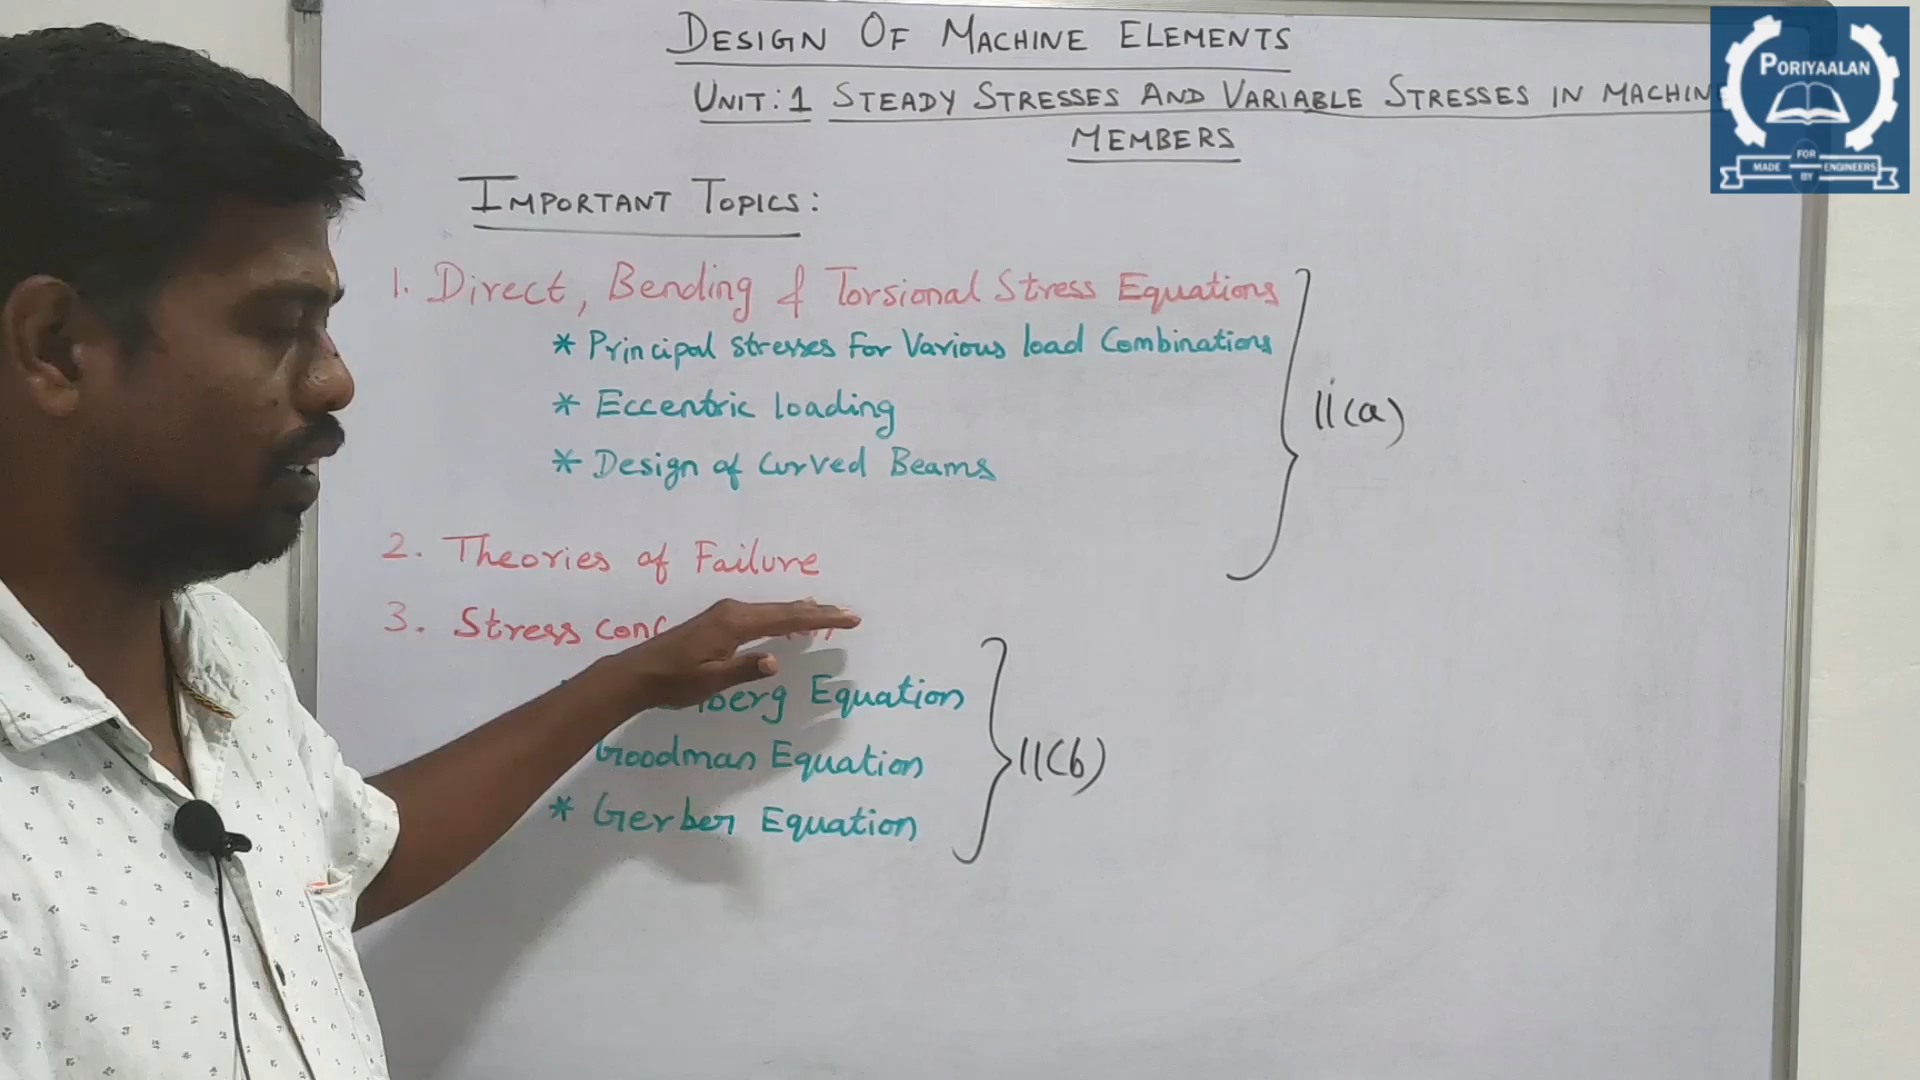 DESIGN OF MACHINE ELEMENTS
UNIT: 1 STEADY STRESSES AND VARIABLE STRESSES IN MACHIN
MEMBERS
IMPORTANT TOPICS:
1. Direct, Bending & Torsional Stress Equations
* Principal stresses For Various load Combinations
* Eccentric loading
* Design of Curved Beams
11(a)
2. Theories of Failure
3. Stress conc
berg Equation
Goodman Equation
* Gerber Equation
11(b)
PORIYAALAN
MADE FOR BY ENGINEERS